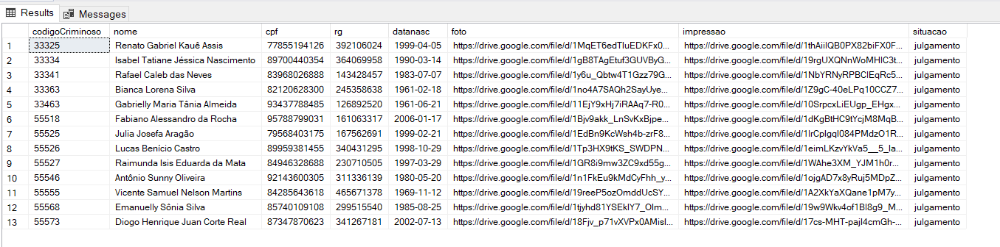 Results Messages
codigoCriminoso nome cpf rg datanasc foto impressao situacao
1 33325 Renato Gabriel Kauê Assis 77855194126 392106024 1999-04-05 https://drive.google.com/file/d/1MqET6edTIuEDKFx0... https://drive.google.com/file/d/1thAiiIQB0PX82biFX0F... julgamento
2 33334 Isabel Tatiane Jéssica Nascimento 89700440354 364069958 1990-03-14 https://drive.google.com/file/d/1gB8TAgEtuf3GUVByG... https://drive.google.com/file/d/19rgUXQNnWoMHlC3t... julgamento
3 33341 Rafael Caleb das Neves 83968026888 143428457 1983-07-07 https://drive.google.com/file/d/1y6u_Qbtw4T1Gzz79G... https://drive.google.com/file/d/1NbYRNyRPBClEqRc5... julgamento
4 33363 Bianca Lorena Silva 82120628300 245358638 1961-02-18 https://drive.google.com/file/d/1no4A7SAQh2SayUye... https://drive.google.com/file/d/1Z9gC-40eLPq10CCZ7... julgamento
5 33463 Gabrielly Maria Tânia Almeida 93437788485 126892520 1961-06-21 https://drive.google.com/file/d/11EjY9xHj7iRAAq7-R0... https://drive.google.com/file/d/10SrpcxLiEUgp_EHgx... julgamento
6 55518 Fabiano Alessandro da Rocha 95788799031 161063317 2006-01-17 https://drive.google.com/file/d/1Bjv9akk_LnSvKxBjpe... https://drive.google.com/file/d/1dKgBtHC9tYcjM8MqB... julgamento
7 55525 Julia Josefa Aragão 79568403175 167562691 1999-02-21 https://drive.google.com/file/d/1EdBn9KcWsh4b-zrF8... https://drive.google.com/file/d/1lrCpIgqI084PMdzO1R... julgamento
8 55526 Lucas Benício Castro 89959381455 340431295 1998-10-29 https://drive.google.com/file/d/1Tp3HX9tKS_SWDPN... https://drive.google.com/file/d/1eimLKzvYkVa5__5_Ia... julgamento
9 55527 Raimunda Isis Eduarda da Mata 84946328688 230710505 1997-03-29 https://drive.google.com/file/d/1GR8i9mw3ZC9xd55g... https://drive.google.com/file/d/1WAhe3XM_YJM1h0r... julgamento
10 55546 Antônio Sunny Oliveira 92143600305 311336139 1980-05-20 https://drive.google.com/file/d/1n1FkEu9kMdCyFhh_y... https://drive.google.com/file/d/1ojgAD7x8yRuj5MDpZ... julgamento
11 55555 Vicente Samuel Nelson Martins 84285643618 465671378 1969-11-12 https://drive.google.com/file/d/19reeP5ozOmddUcSY... https://drive.google.com/file/d/1A2XkYaXQane1pM7y... julgamento
12 55568 Emanuelly Sônia Silva 85740109108 299515540 1985-08-25 https://drive.google.com/file/d/1tjyhd81YSEkIY7_OIm... https://drive.google.com/file/d/19w9Wkv4of1Bl8g9_M... julgamento
13 55573 Diogo Henrique Juan Corte Real 87347870623 341267181 2002-07-13 https://drive.google.com/file/d/18Fjv_p71vXVPx0AMisl... https://drive.google.com/file/d/17cs-MHT-pajl4cmGh-... julgamento